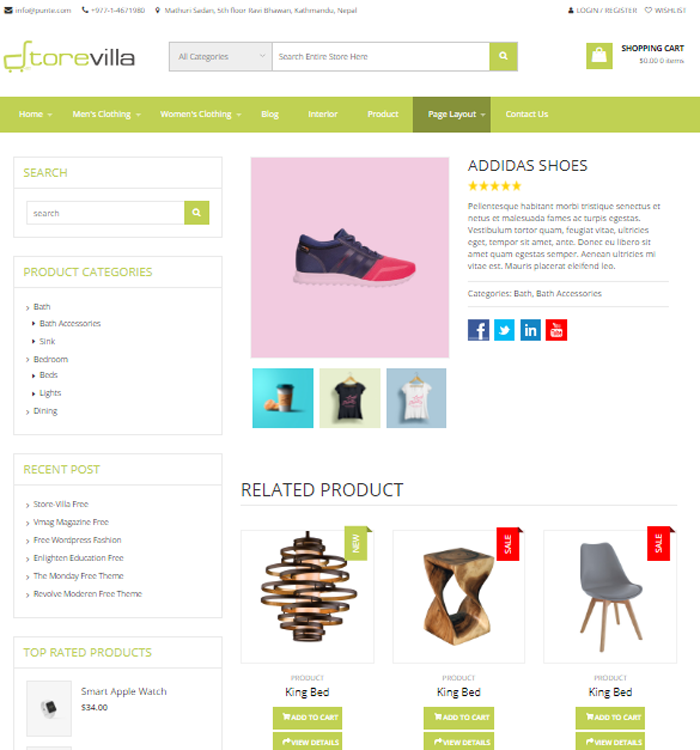 info@punte.com +977-1-4671980 Mathuri Sadan, 5th floor Ravi Bhawan, Kathmandu, Nepal LOGIN / REGISTER WISHLIST
storevilla
All Categories Search Entire Store Here
SHOPPING CART
$0.00 0 items
Home Men's Clothing Women's Clothing Blog Interior Product Page Layout Contact Us
SEARCH
search
PRODUCT CATEGORIES
Bath
Bath Accessories
Sink
Bedroom
Beds
Lights
Dining
RECENT POST
Store-Villa Free
Vmag Magazine Free
Free Wordpress Fashion
Enlighten Education Free
The Monday Free Theme
Revolve Moderen Free Theme
TOP RATED PRODUCTS
Smart Apple Watch
$34.00
ADDIDAS SHOES
Pellentesque habitant morbi tristique senectus et
netus et malesuada fames ac turpis egestas.
Vestibulum tortor quam, feugiat vitae, ultricies
eget, tempor sit amet, ante. Donec eu libero sit
amet quam egestas semper. Aenean ultricies mi
vitae est. Mauris placerat eleifend leo.
Categories: Bath, Bath Accessories
f
in
You
Tube
RELATED PRODUCT
NEW
SALE
SALE
PRODUCT
King Bed
ADD TO CART
VIEW DETAILS
PRODUCT
King Bed
ADD TO CART
VIEW DETAILS
PRODUCT
King Bed
ADD TO CART
VIEW DETAILS